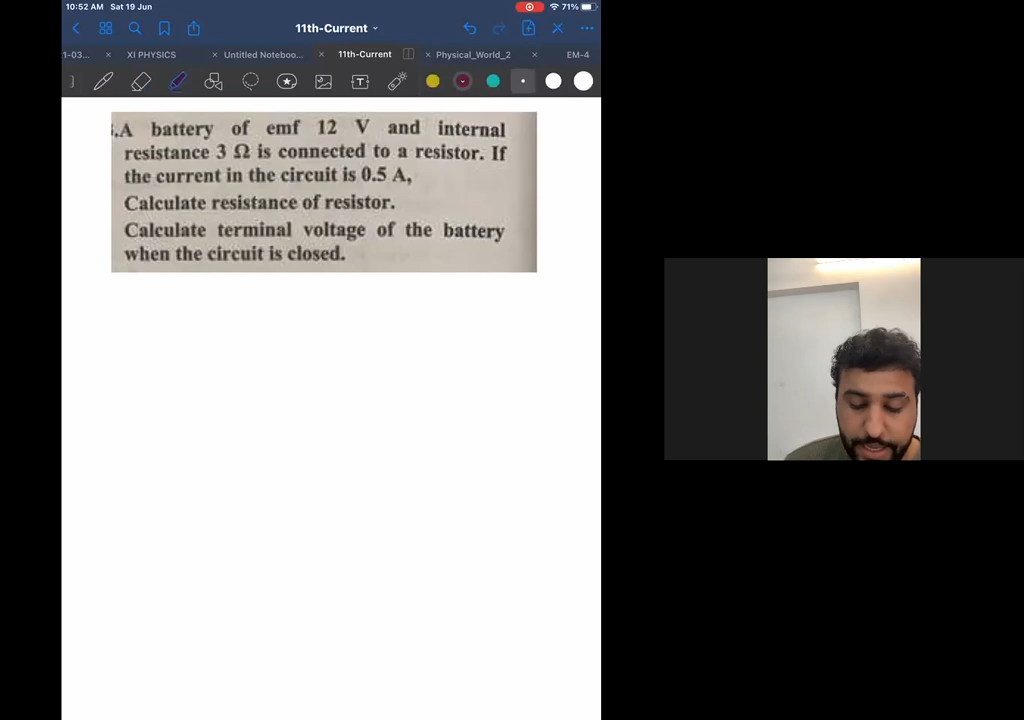 10:52 AM Sat 19 Jun
71%
11th-Current
1-03...
XI PHYSICS
Untitled Noteboo...
11th-Current
Physical_World_2
EM-4
.A battery of emf 12 V and internal
resistance 3 Ω is connected to a resistor. If
the current in the circuit is 0.5 A,
Calculate resistance of resistor.
Calculate terminal voltage of the battery
when the circuit is closed.